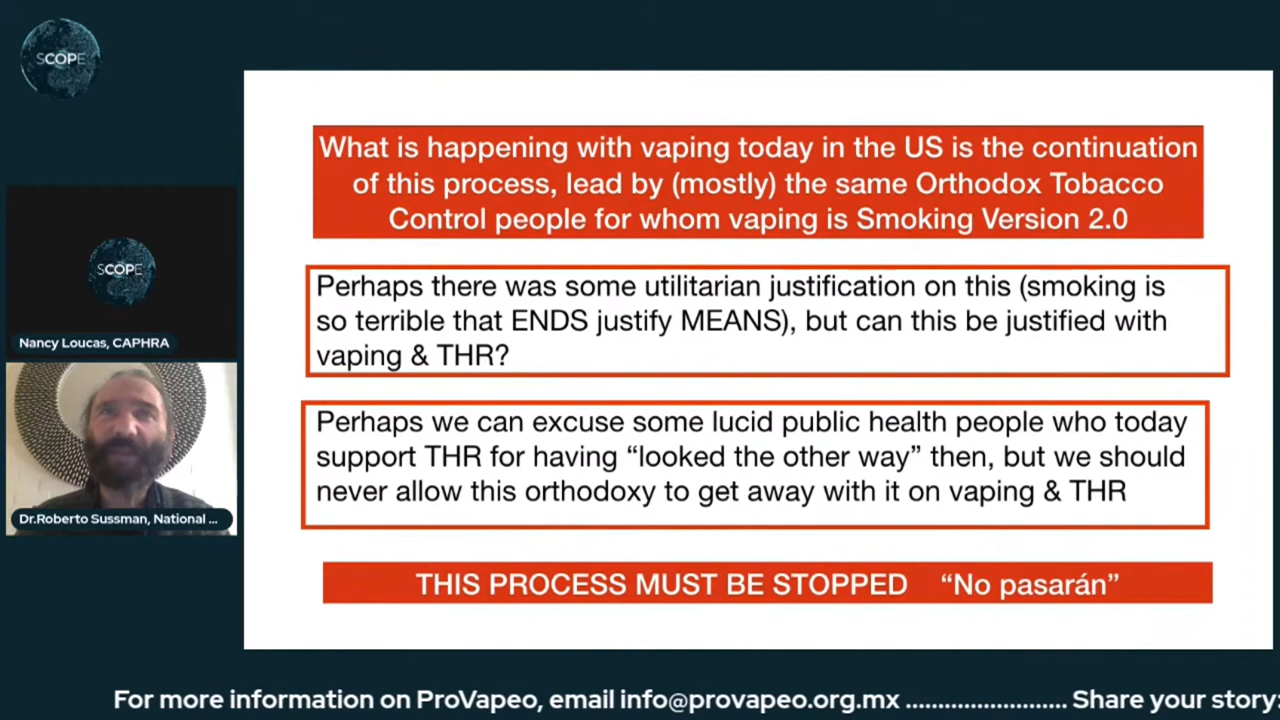 SCOPE
What is happening with vaping today in the US is the continuation
of this process, lead by (mostly) the same Orthodox Tobacco
Control people for whom vaping is Smoking Version 2.0
Perhaps there was some utilitarian justification on this (smoking is
so terrible that ENDS justify MEANS), but can this be justified with
vaping & THR?
Perhaps we can excuse some lucid public health people who today
support THR for having “looked the other way” then, but we should
never allow this orthodoxy to get away with it on vaping & THR
THIS PROCESS MUST BE STOPPED “No pasarán”
SCOPE
Nancy Loucas, CAPHRA
Dr.Roberto Sussman, National ...
For more information on ProVapeo, email info@provapeo.org.mx .......................... Share your story: